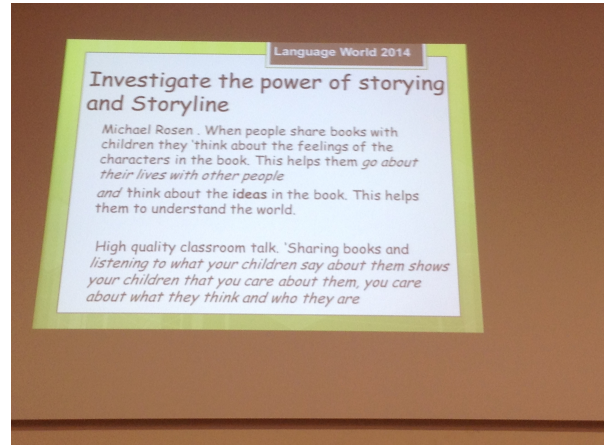 Language World 2014
Investigate the power of storying
and Storyline
Michael Rosen . When people share books with
children they 'think about the feelings of the
characters in the book. This helps them go about
their lives with other people
and 'think about the ideas in the book. This helps
them to understand the world.
High quality classroom talk. 'Sharing books and
listening to what your children say about them shows
your children that you care about them, you care
about what they think and who they are